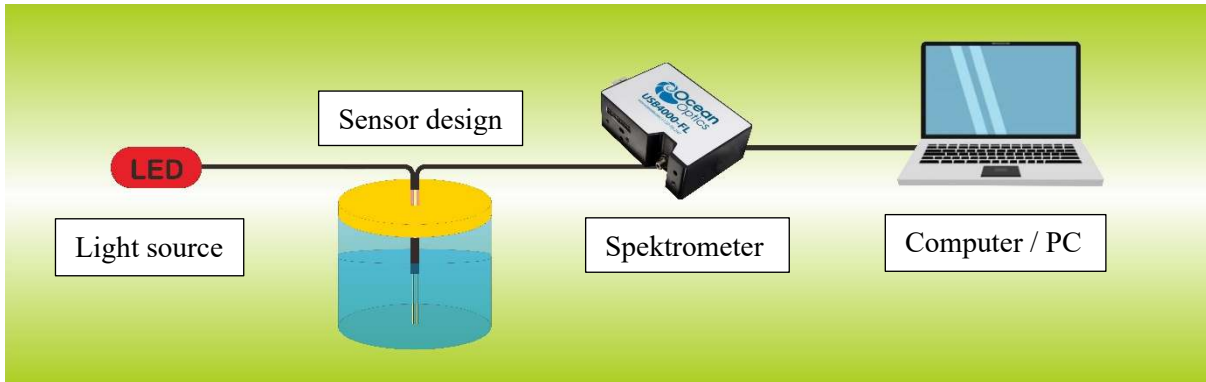 Sensor design
LED
Light source
Ocean
Optics
USB4000-FL
Spektrometer
Computer / PC